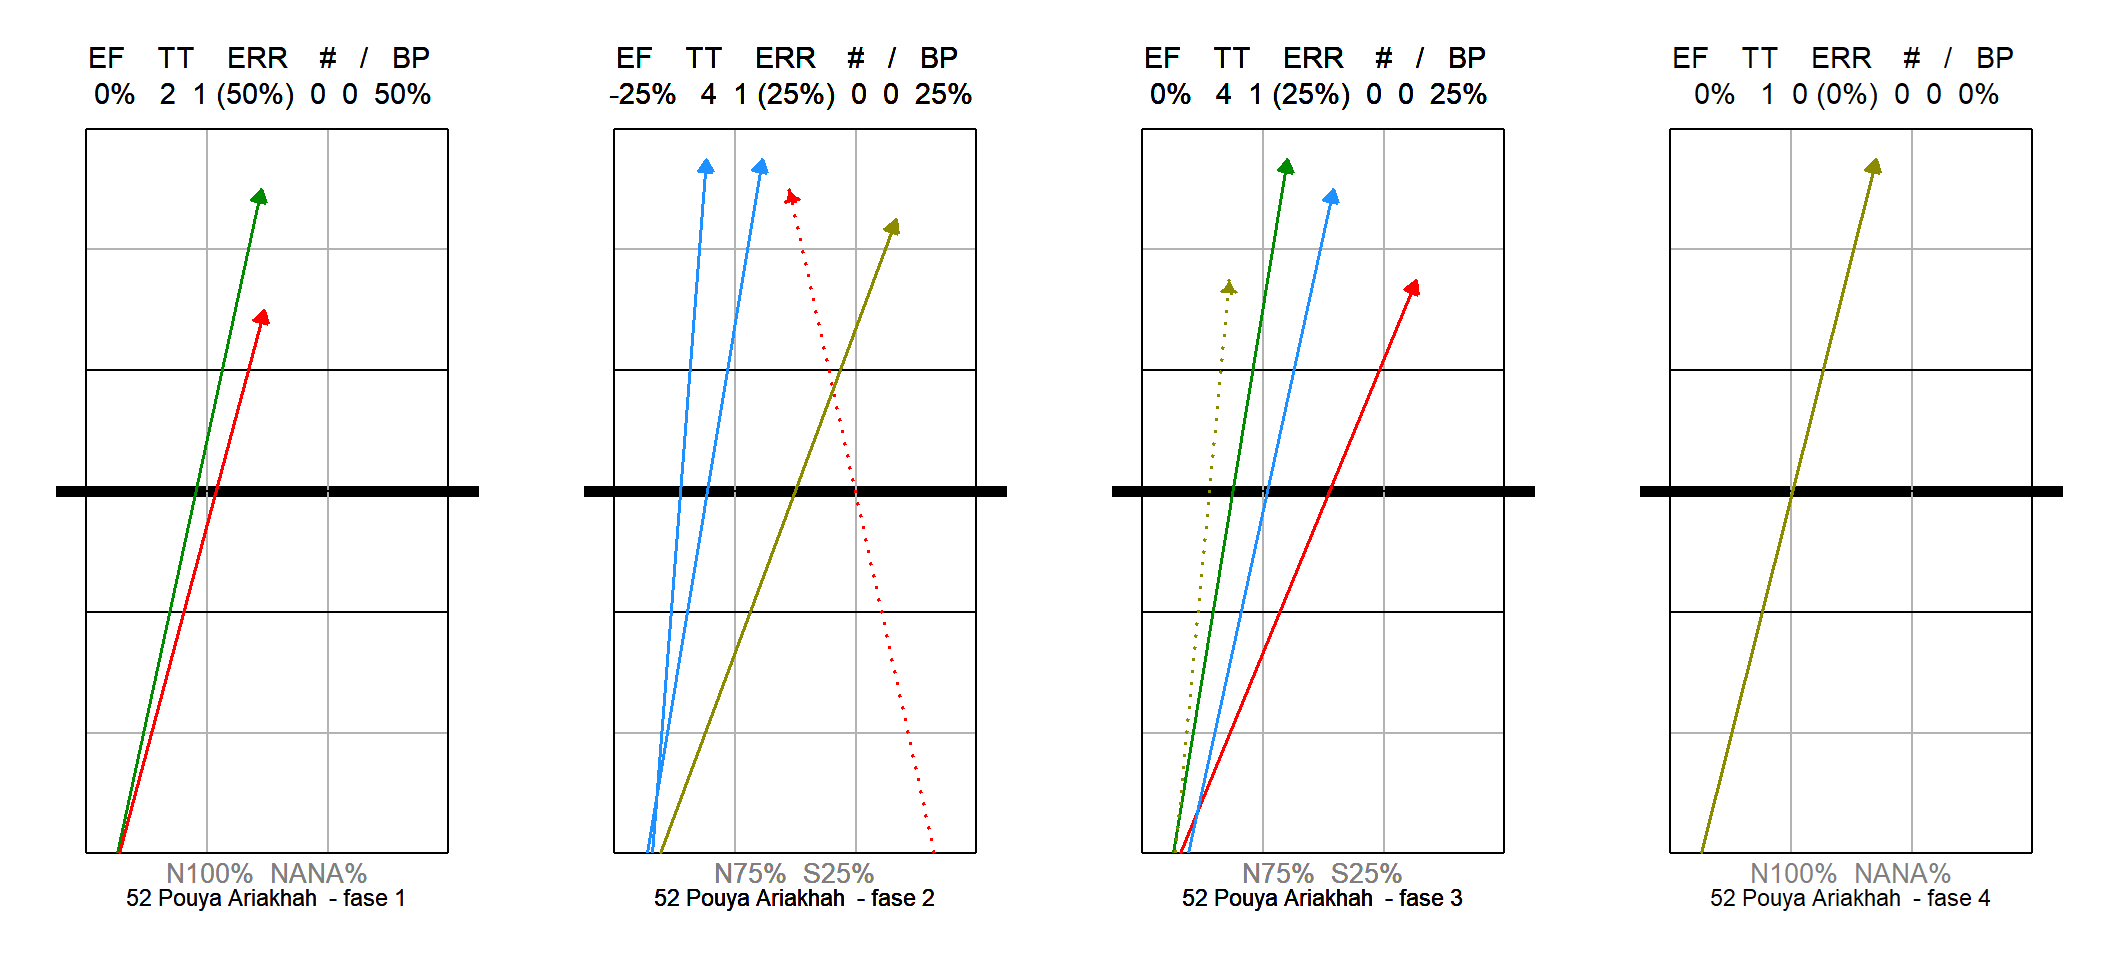 EF TT ERR # / BP
0% 2 1 (50%) 0 0 50%
N100% NANA%
52 Pouya Ariakhah - fase 1
EF TT ERR # / BP
-25% 4 1 (25%) 0 0 25%
N75% S25%
52 Pouya Ariakhah - fase 2
EF TT ERR # / BP
0% 4 1 (25%) 0 0 25%
N75% S25%
52 Pouya Ariakhah - fase 3
EF TT ERR # / BP
0% 1 0 (0%) 0 0 0%
N100% NANA%
52 Pouya Ariakhah - fase 4